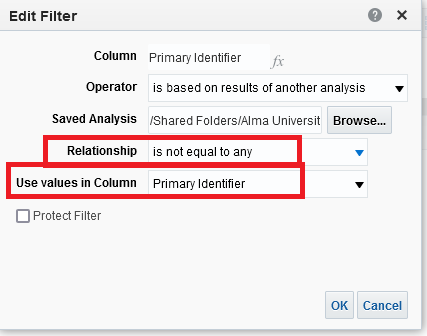 Edit Filter
Column Primary Identifier fx
Operator is based on results of another analysis
Saved Analysis /Shared Folders/Alma Universit Browse...
Relationship is not equal to any
Use values in Column Primary Identifier
Protect Filter
OK Cancel